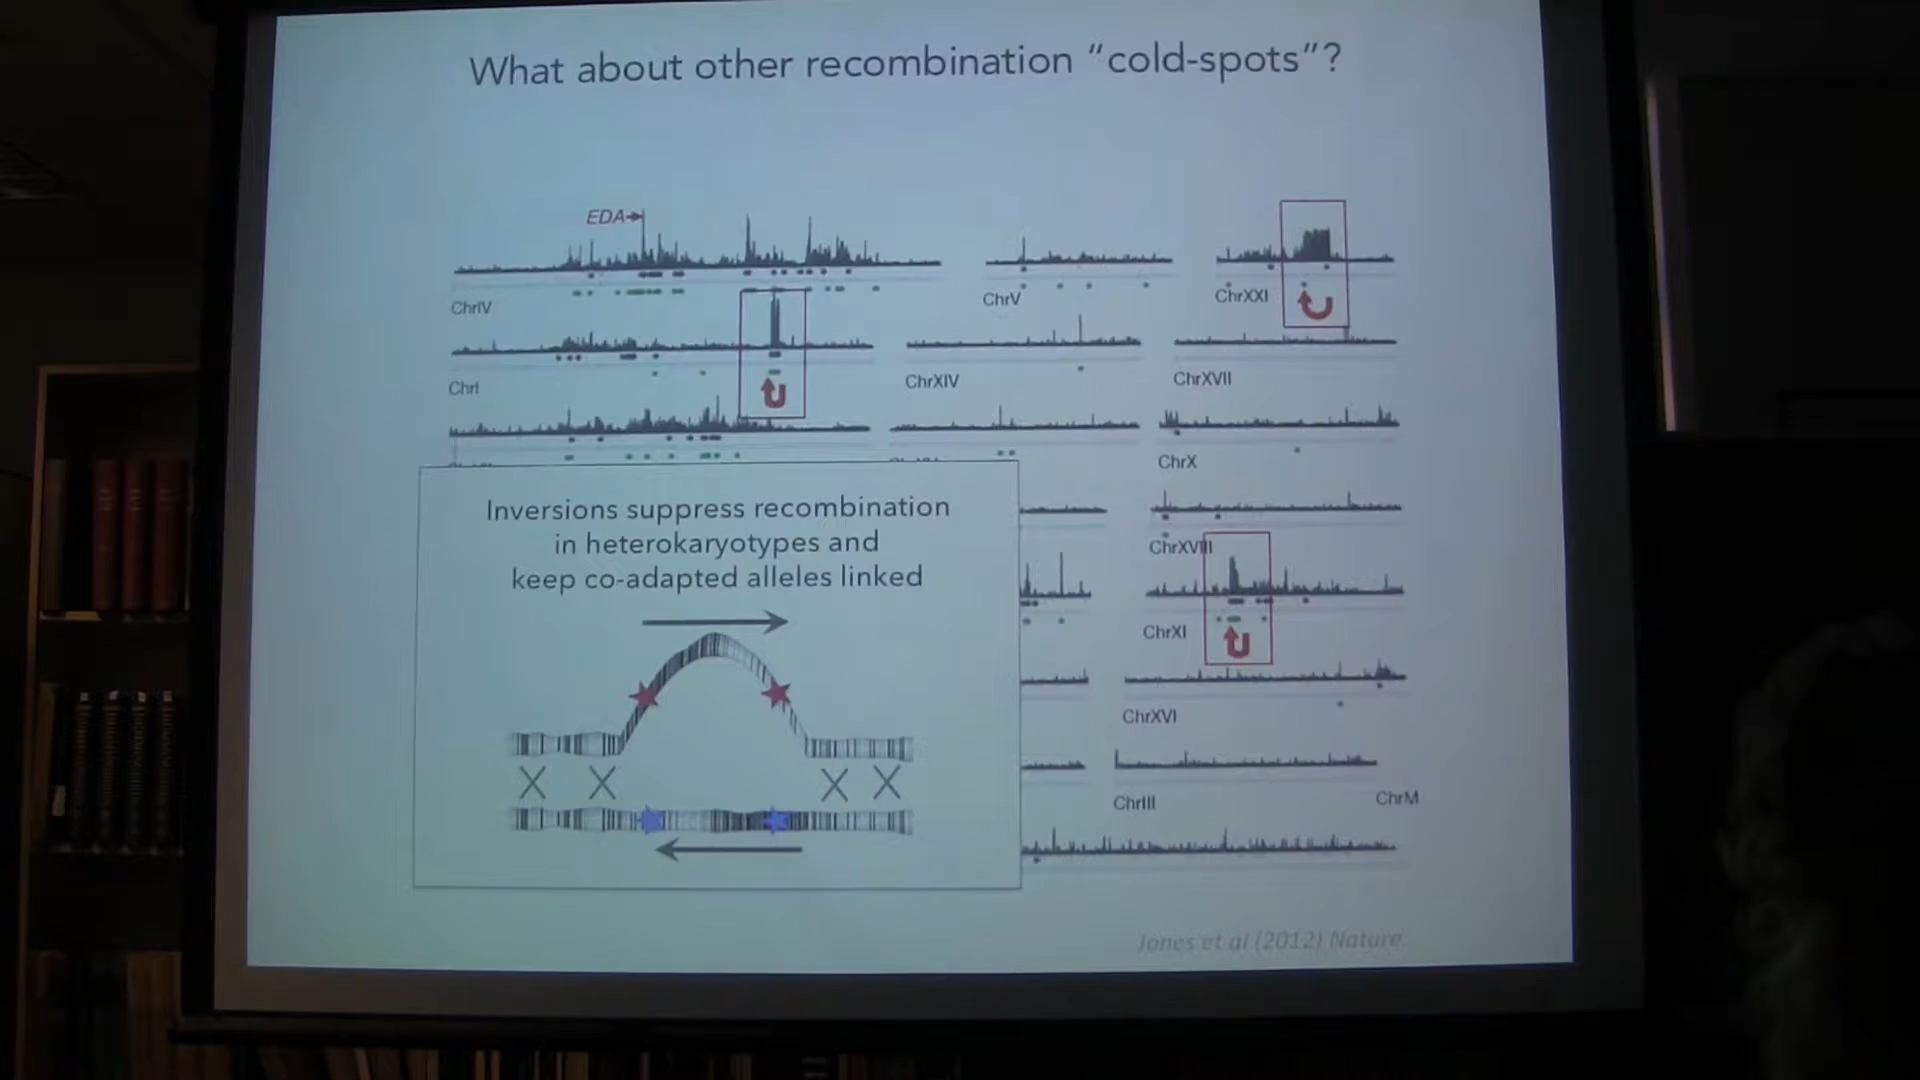 What about other recombination “cold-spots”?
EDA
ChrIV
ChrV
ChrXXI
ChrI
ChrXIV
ChrXVII
ChrX
Inversions suppress recombination
in heterokaryotypes and
keep co-adapted alleles linked
ChrXVIII
ChrXI
ChrXVI
ChrIII
ChrM
Jones et al (2012) Nature